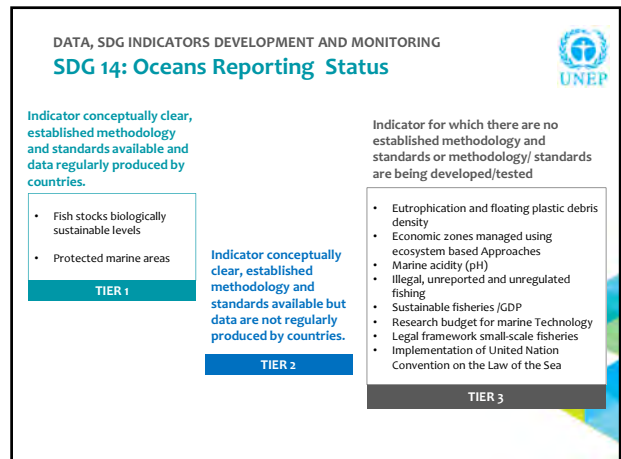 DATA, SDG INDICATORS DEVELOPMENT AND MONITORING
SDG 14: Oceans Reporting Status
UNEP
Indicator conceptually clear,
established methodology
and standards available and
data regularly produced by
countries.
• Fish stocks biologically
sustainable levels
• Protected marine areas
TIER 1
Indicator conceptually
clear, established
methodology and
standards available but
data are not regularly
produced by countries.
TIER 2
Indicator for which there are no
established methodology and
standards or methodology/ standards
are being developed/tested
• Eutrophication and floating plastic debris
density
• Economic zones managed using
ecosystem based Approaches
• Marine acidity (pH)
• Illegal, unreported and unregulated
fishing
• Sustainable fisheries /GDP
• Research budget for marine Technology
• Legal framework small-scale fisheries
• Implementation of United Nation
Convention on the Law of the Sea
TIER 3